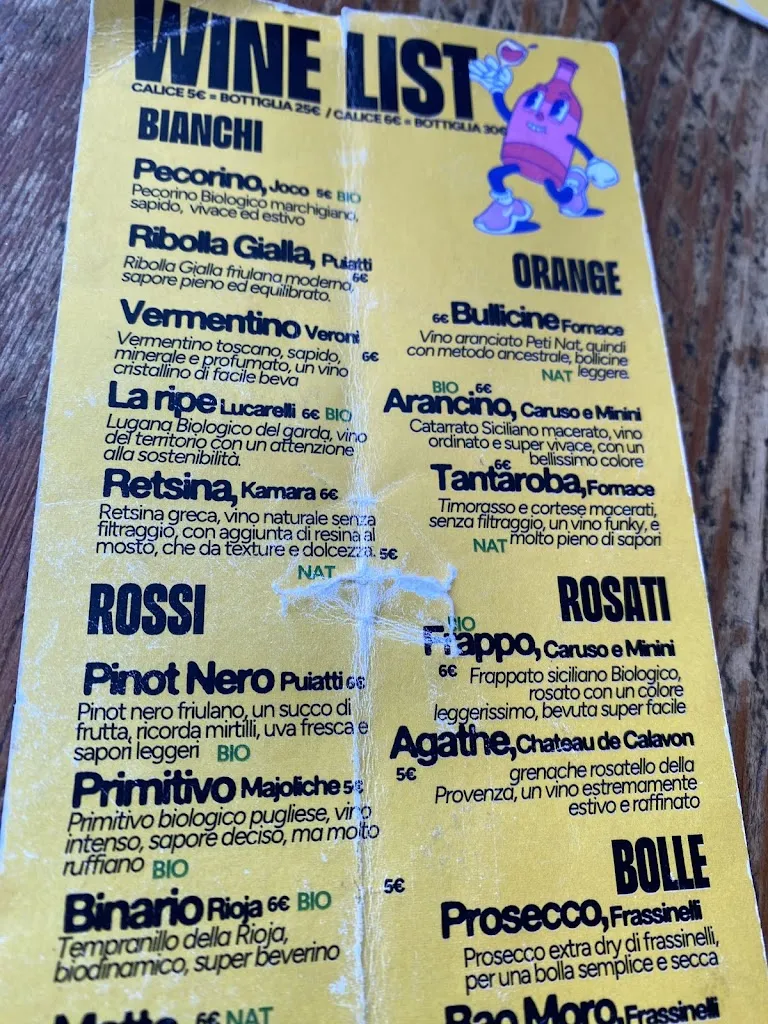 WINE LIST
CALICE 5€ = BOTTIGLIA 25€ / CALICE 6€ = BOTTIGLIA 30€
BIANCHI
Pecorino, Joco 5€ BIO
Pecorino Biologico marchigiano,
sapido, vivace ed estivo
Ribolla Gialla, Puiatti
6€
Ribolla Gialla friulana moderna,
sapore pieno ed equilibrato.
Vermentino Veroni
6€
Vermentino toscano, sapido,
minerale e profumato, un vino
cristallino di facile beva
La ripe Lucarelli 6€ BIO
Lugana Biologico del garda, vino
del territorio con un attenzione
alla sostenibilità.
Retsina, Kamara 6€
Retsina greca, vino naturale senza
filtraggio, con aggiunta di resina al
mosto, che da texture e dolcezza.
5€
NAT
ROSSI
Pinot Nero Puiatti 6€
Pinot nero friulano, un succo di
frutta, ricorda mirtilli, uva fresca e
sapori leggeri BIO
Primitivo Majoliche 5€
Primitivo biologico pugliese, vino
intenso, sapore deciso, ma molto
ruffiano BIO
Binario Rioja 6€ BIO
Tempranillo della Rioja,
biodinamico, super beverino
6€ NAT
ORANGE
6€ Bullicine Fornace
Vino aranciato Peti Nat, quindi
con metodo ancestrale, bollicine
NAT leggere
BIO 6€
Arancino, Caruso e Minini
Catarrato Siciliano macerato, vino
ordinato e super vivace, con un
bellissimo colore
6€
Tantaroba, Fornace
Timorasso e cortese macerati,
senza filtraggio, un vino funky, e
NAT molto pieno di sapori
ROSATI
BIO
Frappo, Caruso e Minini
6€ Frappato siciliano Biologico,
rosato con un colore
leggerissimo, bevuta super facile
Agathe, Chateau de Calavon
5€
grenache rosatello della
Provenza, un vino estremamente
estivo e raffinato
BOLLE
5€
Prosecco, Frassinelli
Prosecco extra dry di frassinelli,
per una bolla semplice e secca
Moro, Frassinelli